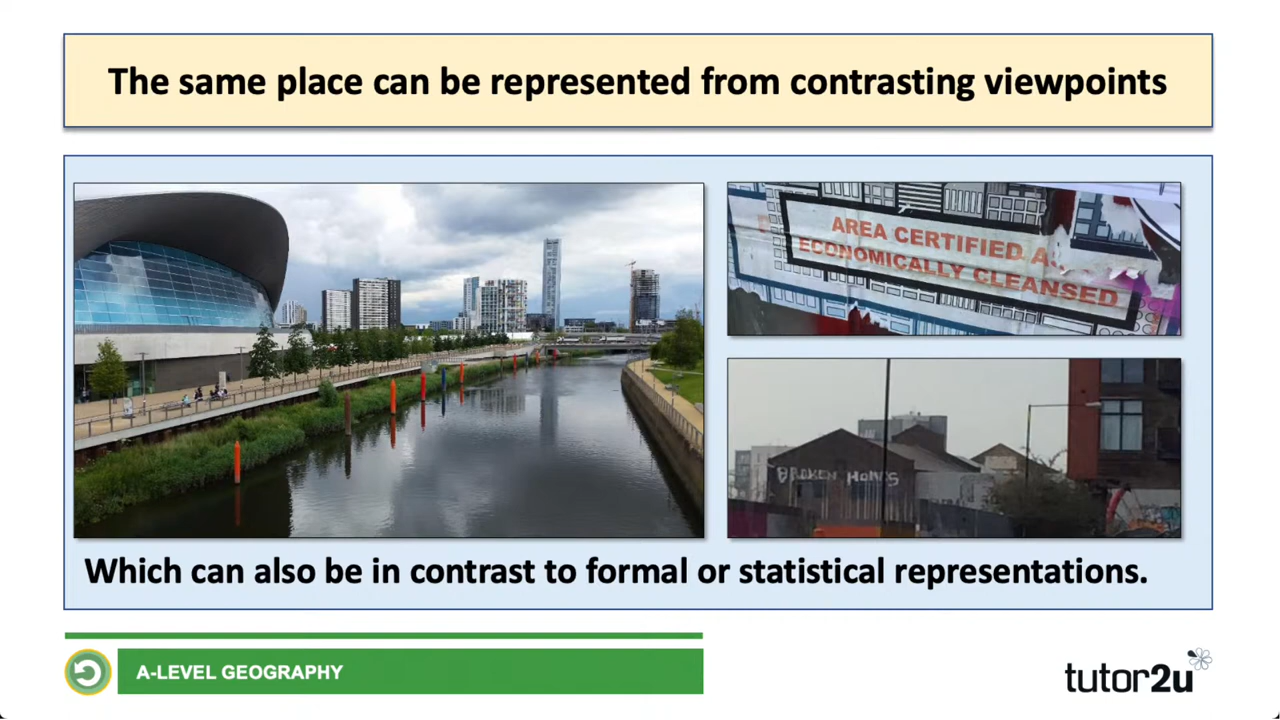 The same place can be represented from contrasting viewpoints
AREA CERTIFIED
ECONOMICALLY CLEANSED
BROKEN HOMES
Which can also be in contrast to formal or statistical representations.
A-LEVEL GEOGRAPHY
tutor2u